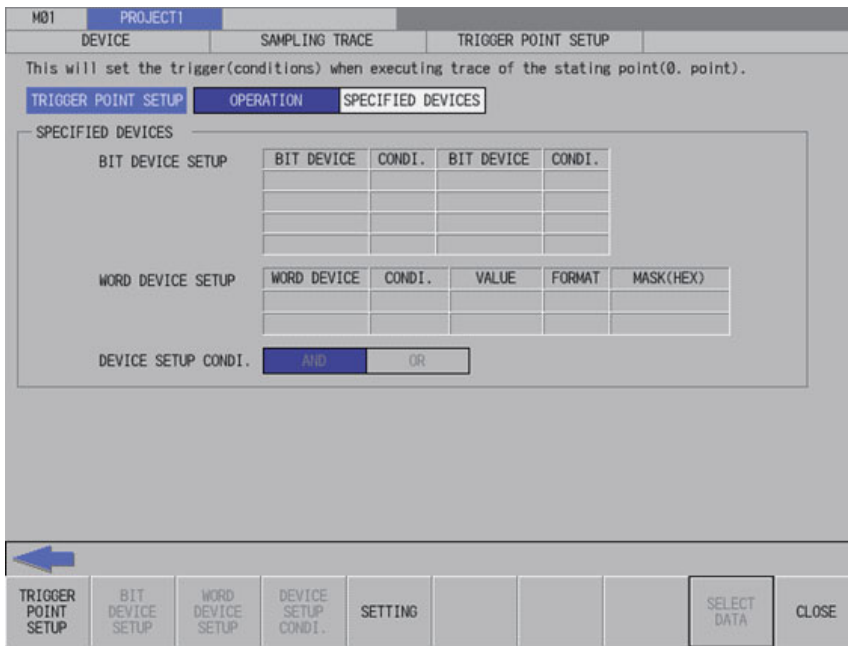 M01 PROJECT1
DEVICE SAMPLING TRACE TRIGGER POINT SETUP
This will set the trigger(conditions) when executing trace of the stating point(0. point).
TRIGGER POINT SETUP OPERATION SPECIFIED DEVICES
SPECIFIED DEVICES
BIT DEVICE SETUP BIT DEVICE CONDI. BIT DEVICE CONDI.
WORD DEVICE SETUP WORD DEVICE CONDI. VALUE FORMAT MASK(HEX)
DEVICE SETUP CONDI. AND OR
TRIGGER POINT SETUP
BIT DEVICE SETUP
WORD DEVICE SETUP
DEVICE SETUP CONDI.
SETTING
SELECT DATA
CLOSE